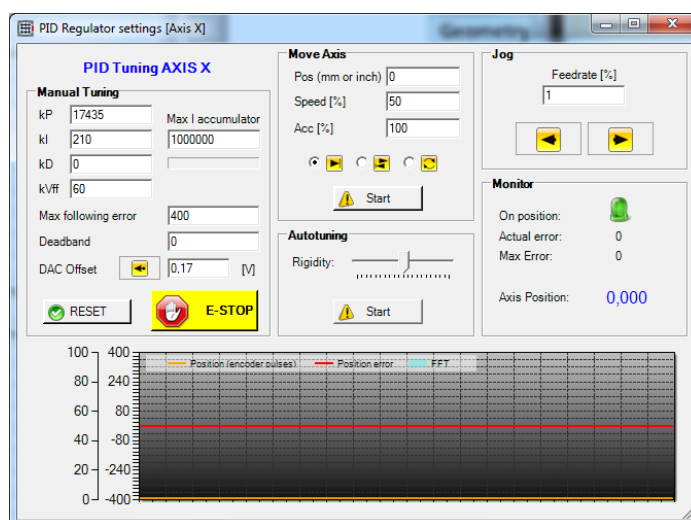 PID Regulator settings [Axis X]
Geometry
PID Tuning AXIS X
Manual Tuning
kP 17435
Max I accumulator
kI 210 1000000
kD 0
kVff 60
Max following error 400
Deadband 0
DAC Offset 0,17 [V]
RESET E-STOP
Move Axis
Pos (mm or inch) 0
Speed [%] 50
Acc [%] 100
Start
Autotuning
Rigidity:
Start
Jog
Feedrate [%]
1
Monitor
On position:
Actual error: 0
Max Error: 0
Axis Position: 0,000
Position (encoder pulses) Position error FFT
100 400
80 240
60 80
40 -80
20 -240
0 -400